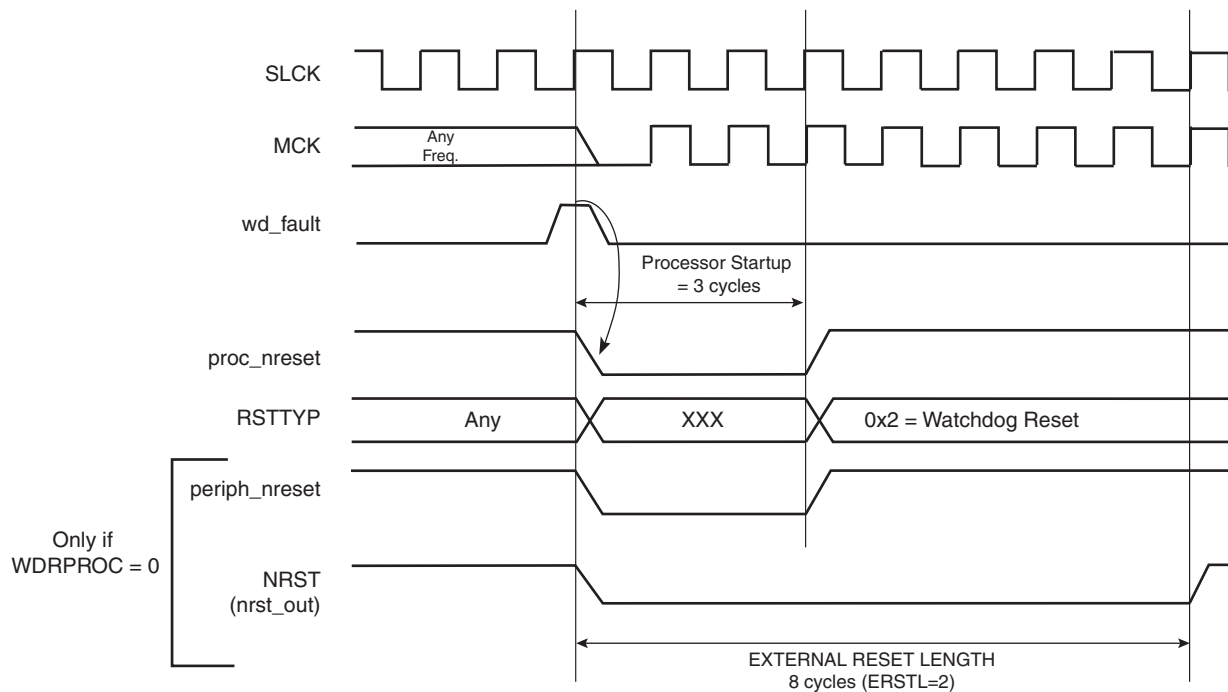 SLCK
MCK
Any
Freq.
wd_fault
Processor Startup
= 3 cycles
proc_nreset
RSTTYP
Any
XXX
0x2 = Watchdog Reset
periph_nreset
Only if
WDRPROC = 0
NRST
(nrst_out)
EXTERNAL RESET LENGTH
8 cycles (ERSTL=2)